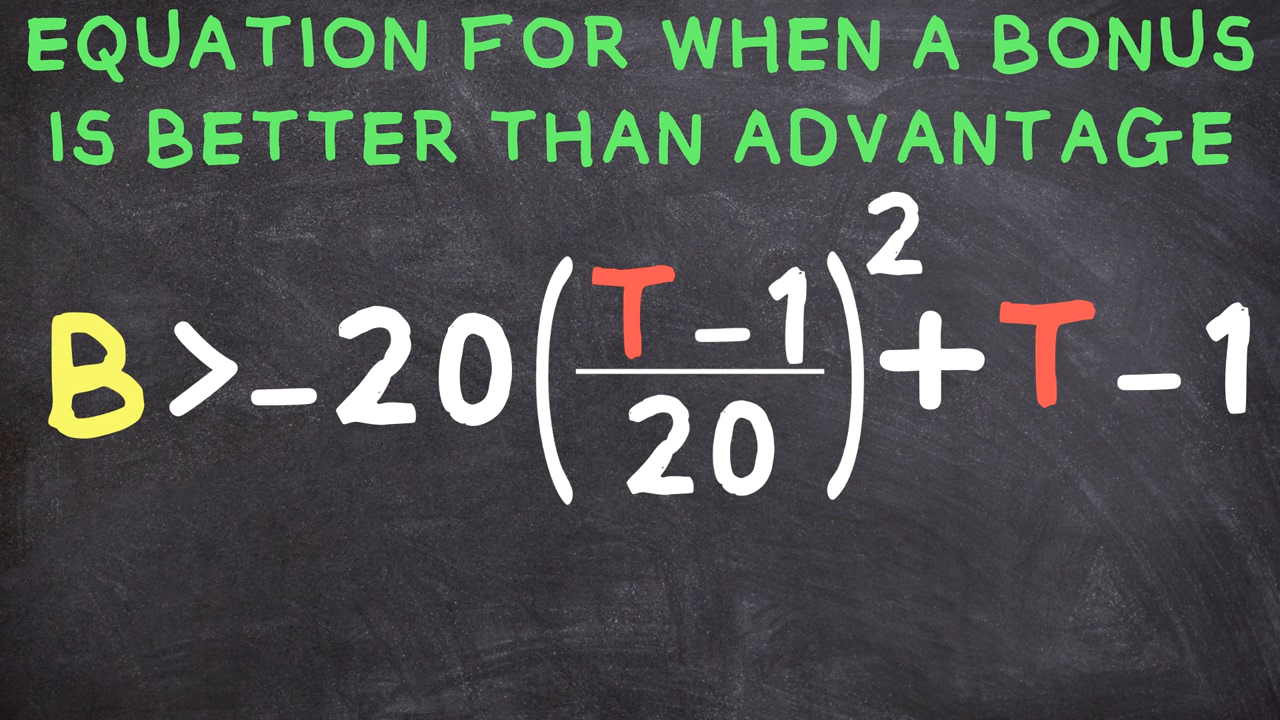 EQUATION FOR WHEN A BONUS
IS BETTER THAN ADVANTAGE
B > -20((T-1)/20)² + T - 1